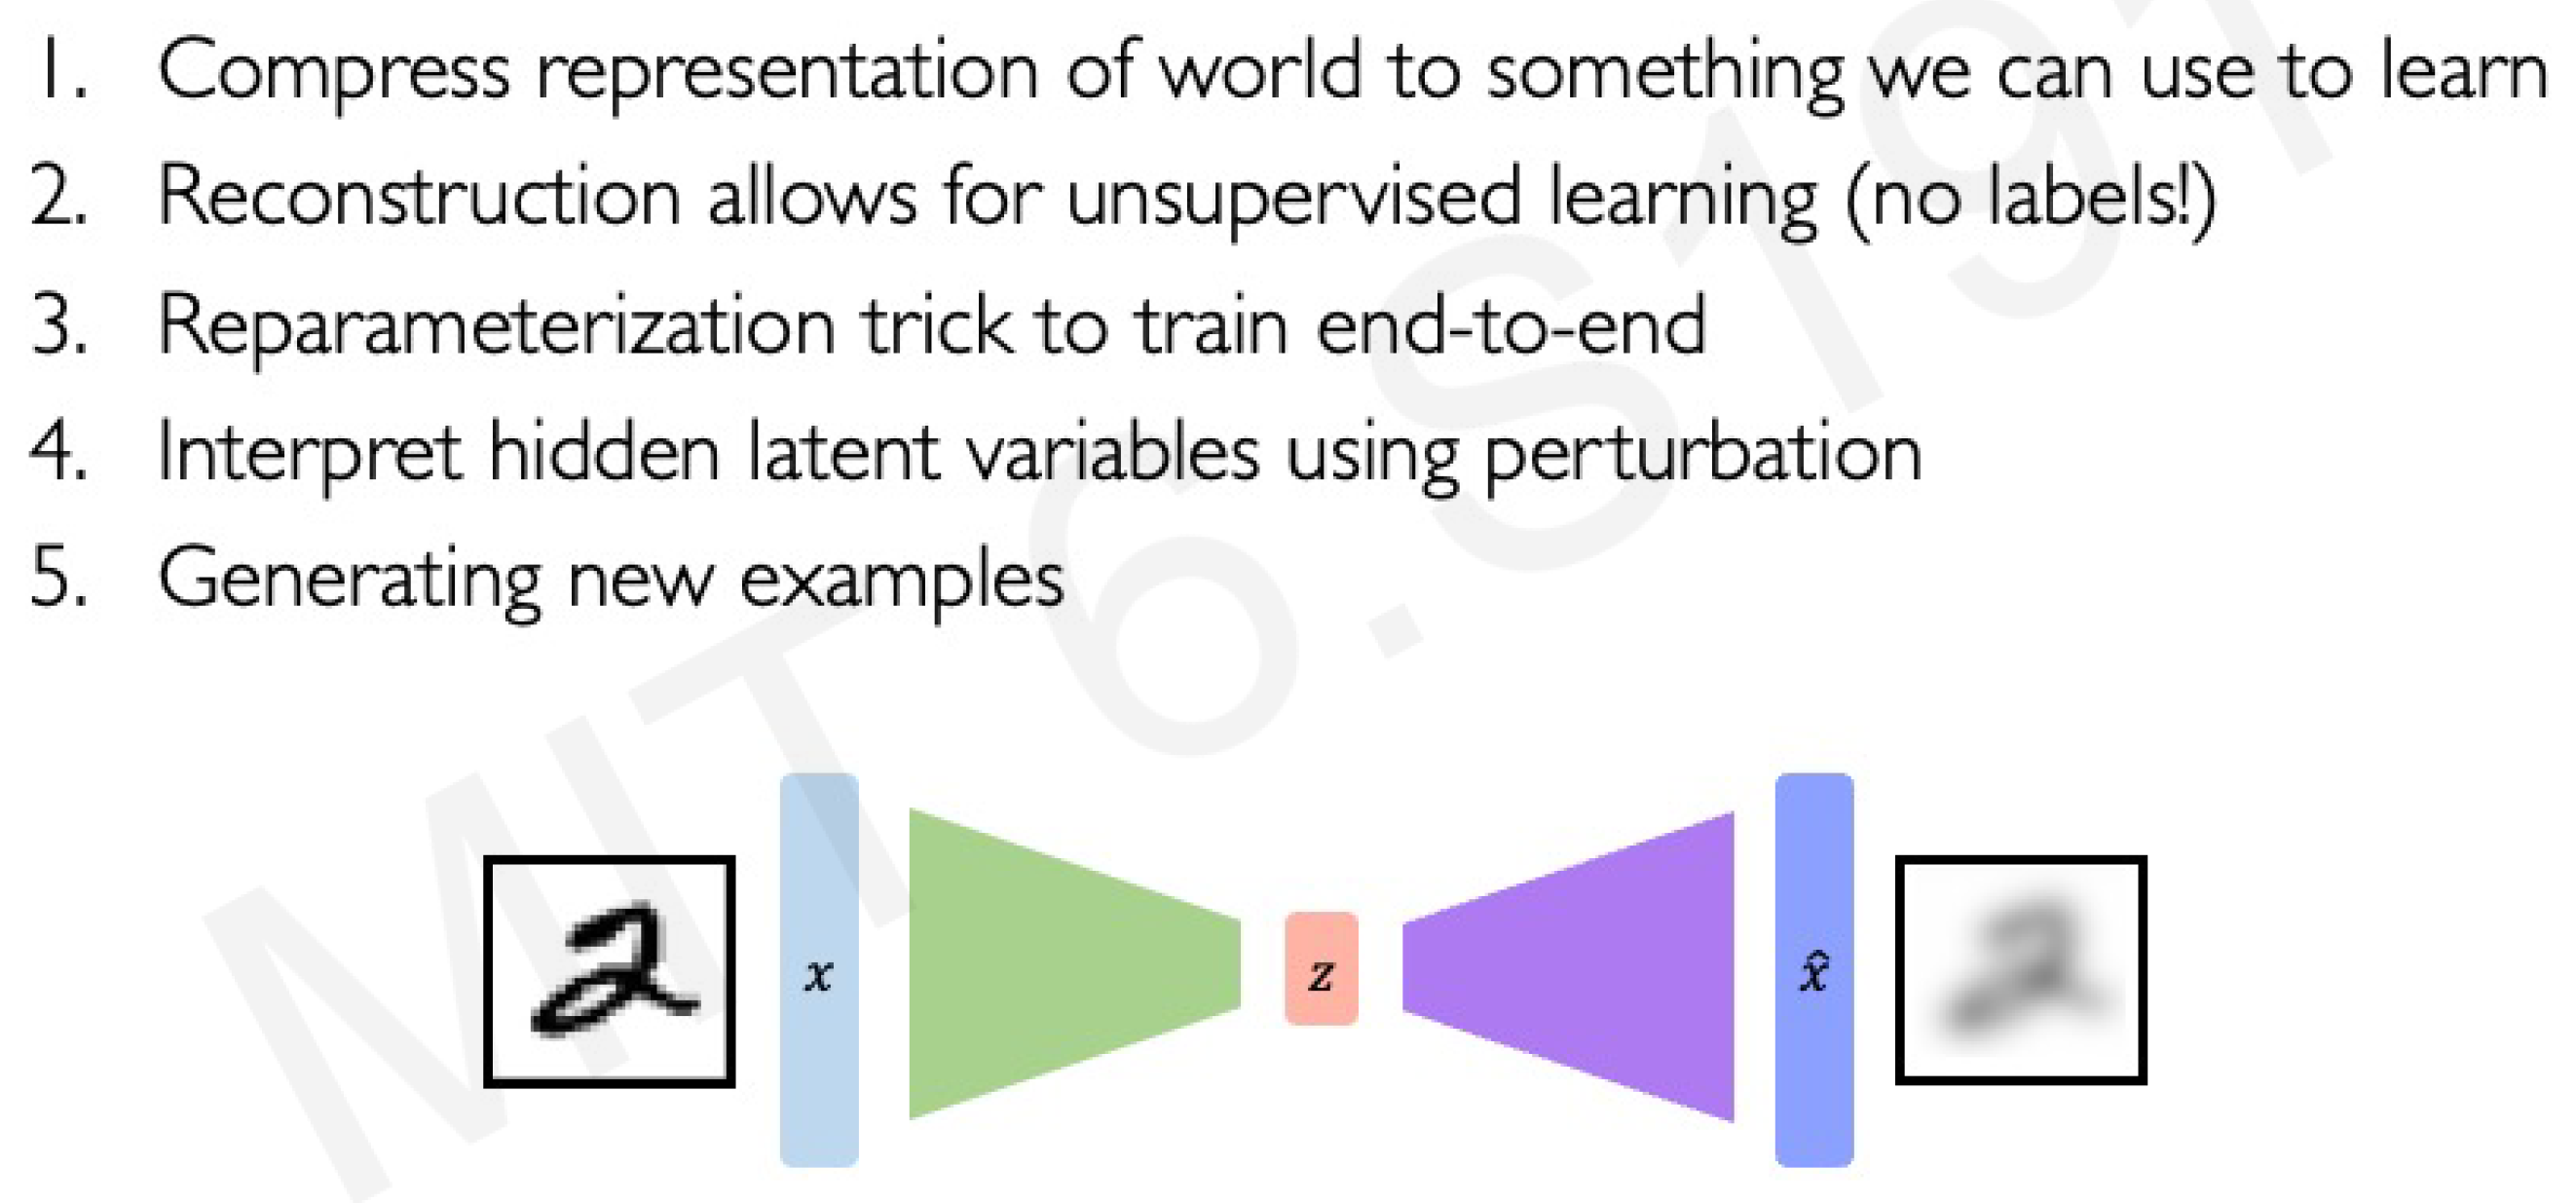 1. Compress representation of world to something we can use to learn
2. Reconstruction allows for unsupervised learning (no labels!)
3. Reparameterization trick to train end-to-end
4. Interpret hidden latent variables using perturbation
5. Generating new examples
MIT 6.S191
2 x z x̂ 2